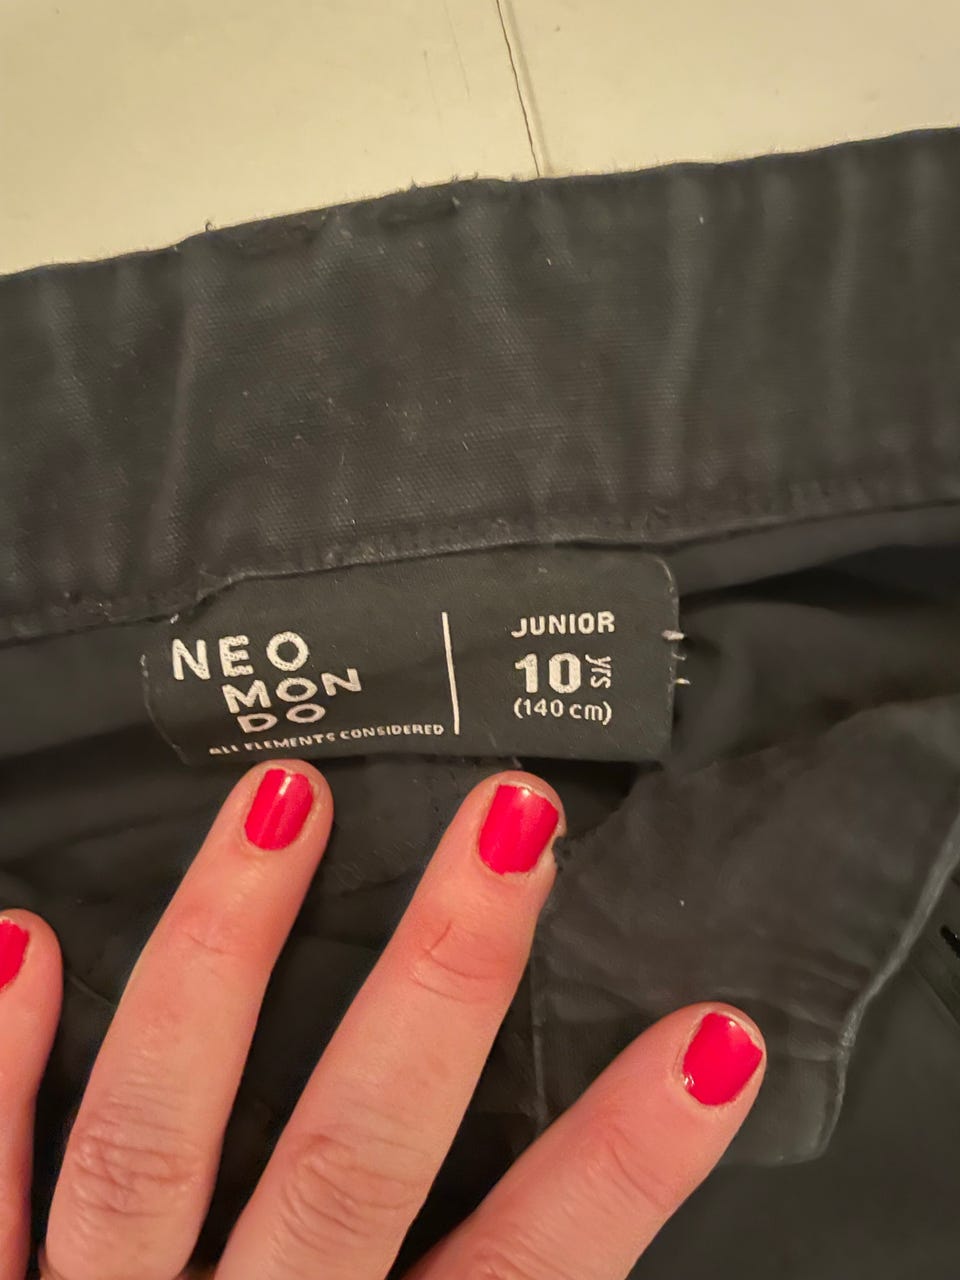 NEO
MON
DO
ALL ELEMENTS CONSIDERED
JUNIOR
10 yrs
(140 cm)